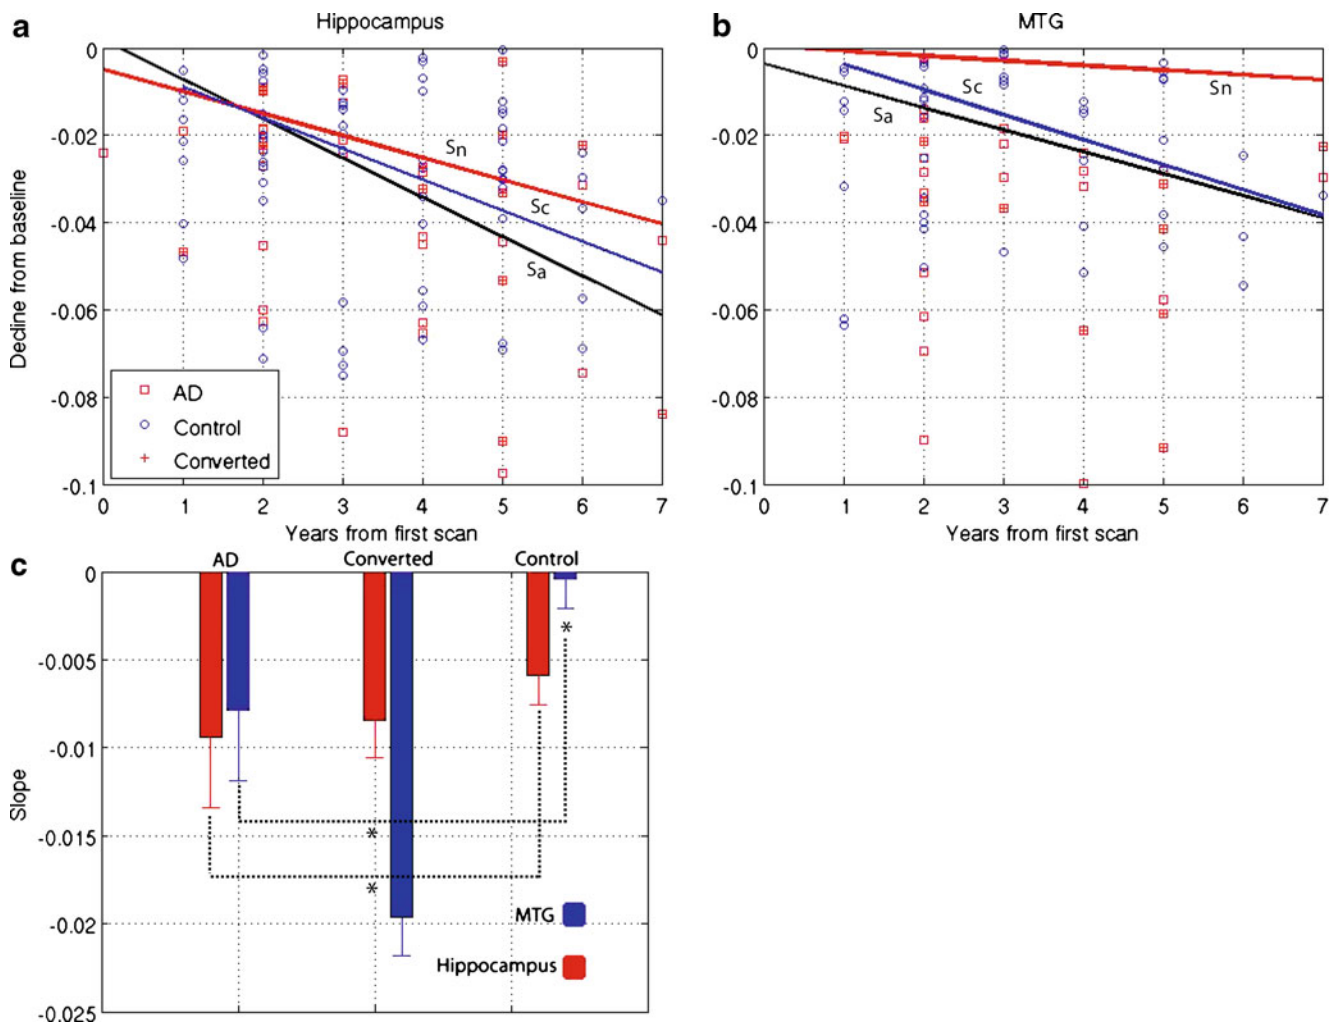 a
Hippocampus
0
-0.02
-0.04
-0.06
-0.08
-0.1
Decline from baseline
Sn
Sc
Sa
AD
Control
Converted
0 1 2 3 4 5 6 7
Years from first scan
b
MTG
0
-0.02
-0.04
-0.06
-0.08
-0.1
Sc
Sn
Sa
0 1 2 3 4 5 6 7
Years from first scan
c
AD Converted Control
0
-0.005
-0.01
-0.015
-0.02
-0.025
Slope
*
*
*
MTG
Hippocampus